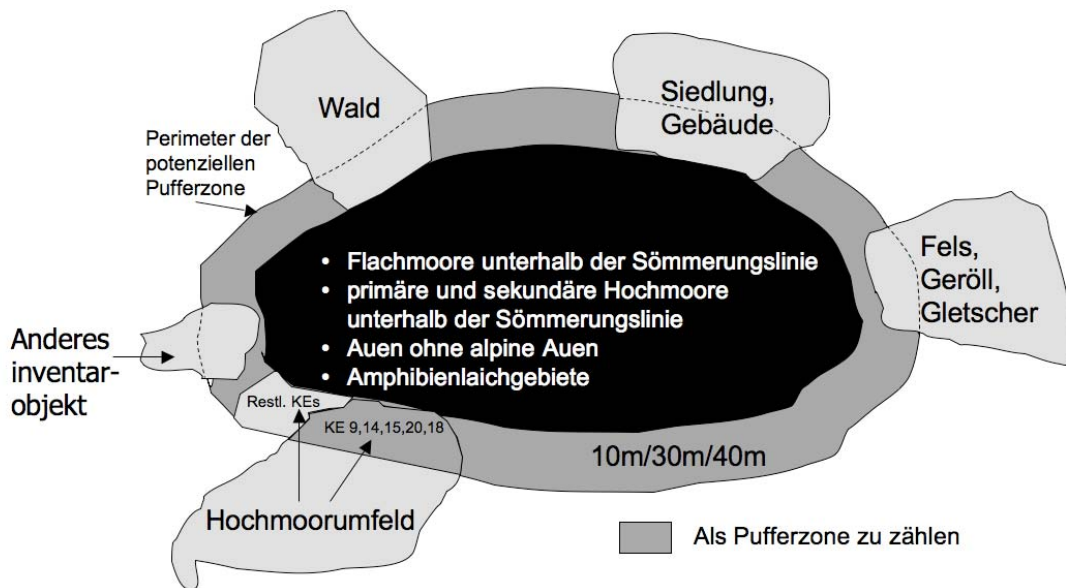 Wald
Siedlung,
Gebäude
Perimeter der
potenziellen
Pufferzone
• Flachmoore unterhalb der Sömmerungslinie
• primäre und sekundäre Hochmoore
unterhalb der Sömmerungslinie
• Auen ohne alpine Auen
• Amphibienlaichgebiete
Fels,
Geröll,
Gletscher
Anderes
inventar-
objekt
Restl. KEs
KE 9,14,15,20,18
10m/30m/40m
Hochmoorumfeld
Als Pufferzone zu zählen